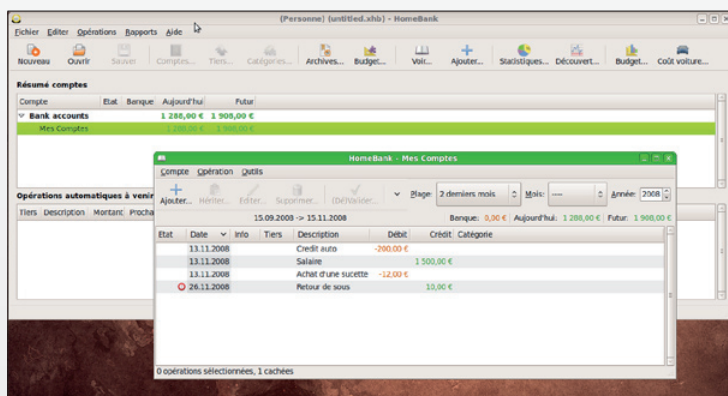 (Personne) (untitled.xhb) - HomeBank
Fichier Editer Opérations Rapports Aide
Nouveau Ouvrir Sauver Comptes... Tiers... Catégories... Archives... Budget... Voir... Ajouter... Statistiques... Découvert... Budget... Coût voiture...
Résumé comptes
Compte Etat Banque Aujourd'hui Futur
Bank accounts 1 288,00 € 1 908,00 €
Mes Comptes 1 288,00 € 1 908,00 €
Opérations automatiques à venir
Tiers Description Montant Procha
HomeBank - Mes Comptes
Compte Opération Outils
Ajouter... Hériter... Editer... Supprimer... (Dé)Valider... Plage: 2 derniers mois Mois: ---- Année: 2008
15.09.2008 -> 15.11.2008 Banque: 0,00 € Aujourd'hui: 1 288,00 € Futur: 1 908,00 €
Etat Date Info Tiers Description Débit Crédit Catégorie
13.11.2008 Credit auto -200,00 €
13.11.2008 Salaire 1 500,00 €
13.11.2008 Achat d'une sucette -12,00 €
26.11.2008 Retour de sous 10,00 €
0 opérations sélectionnées, 1 cachées